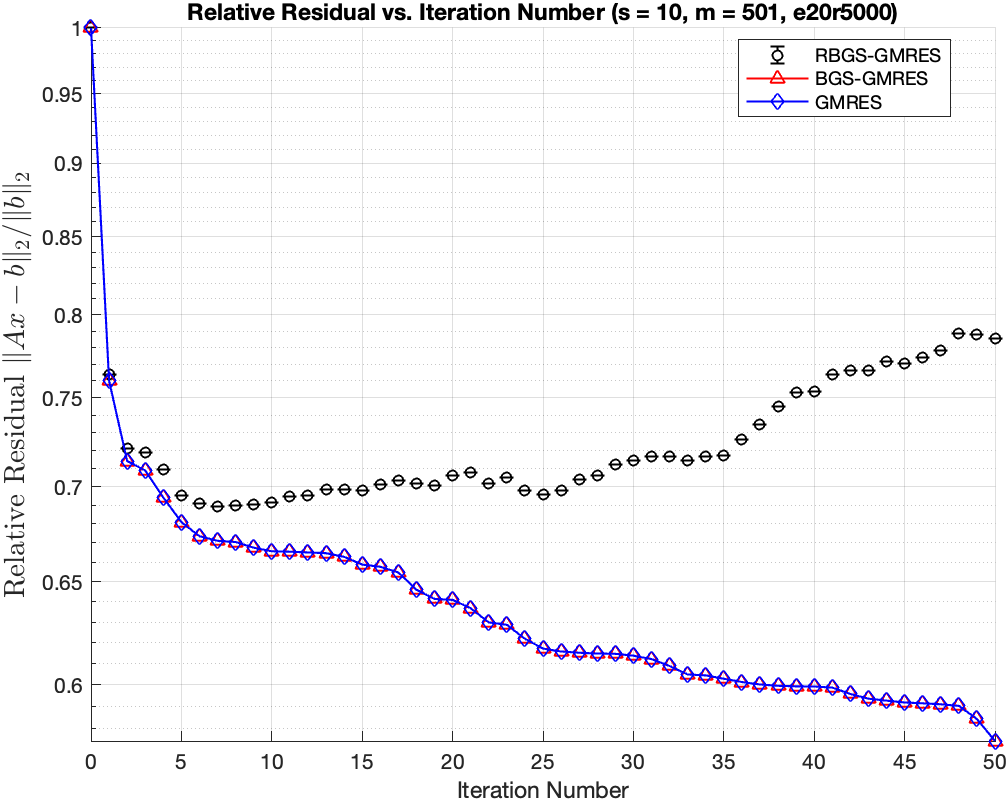 Relative Residual vs. Iteration Number (s = 10, m = 501, e20r5000)
RBGS-GMRES
BGS-GMRES
GMRES
Relative Residual ||Ax − b||₂/||b||₂
1
0.95
0.9
0.85
0.8
0.75
0.7
0.65
0.6
0 5 10 15 20 25 30 35 40 45 50
Iteration Number